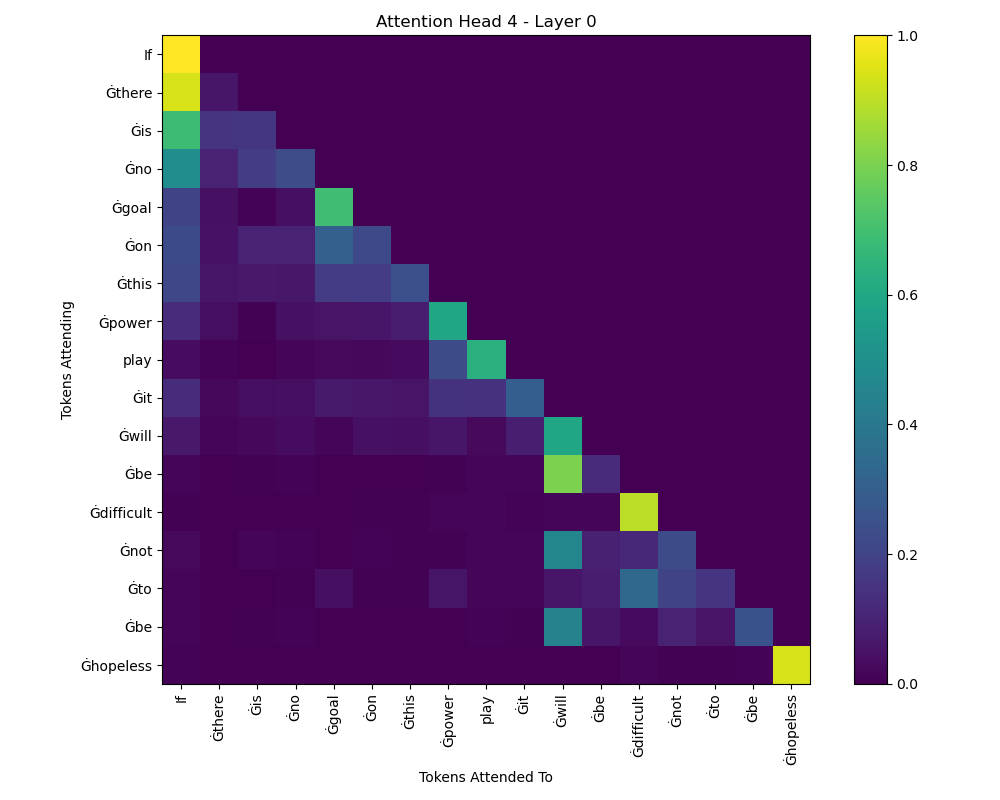 Attention Head 4 - Layer 0
If
Ġthere
Ġis
Ġno
Ġgoal
Ġon
Ġthis
Ġpower
play
Ġit
Ġwill
Ġbe
Ġdifficult
Ġnot
Ġto
Ġbe
Ġhopeless
Tokens Attending
If
Ġthere
Ġis
Ġno
Ġgoal
Ġon
Ġthis
Ġpower
play
Ġit
Ġwill
Ġbe
Ġdifficult
Ġnot
Ġto
Ġbe
Ġhopeless
Tokens Attended To
1.0
0.8
0.6
0.4
0.2
0.0